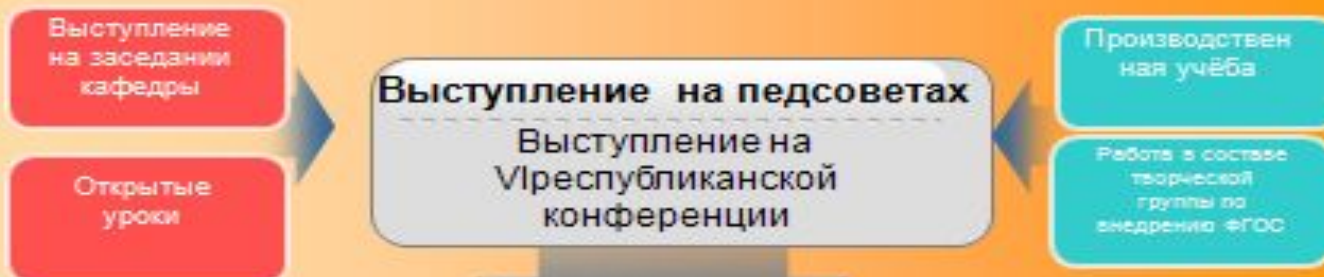 Выступление
на заседании
кафедры
Открытые
уроки
Выступление на педсоветах
Выступление на
VIреспубликанской
конференции
Производствен
ная учёба
Работа в составе
творческой
группы по
внедрению ФГОС